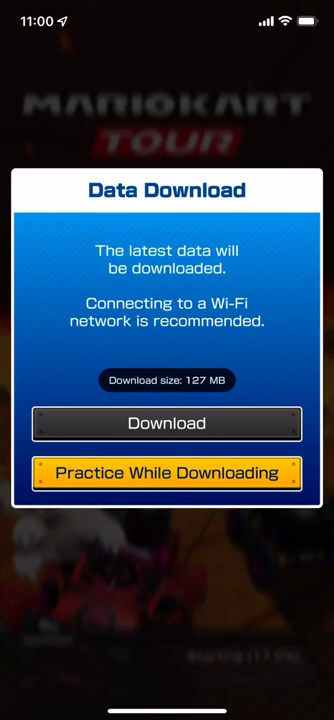 11:00
MARIOKART
TOUR
Data Download
The latest data will
be downloaded.
Connecting to a Wi-Fi
network is recommended.
Download size: 127 MB
Download
Practice While Downloading